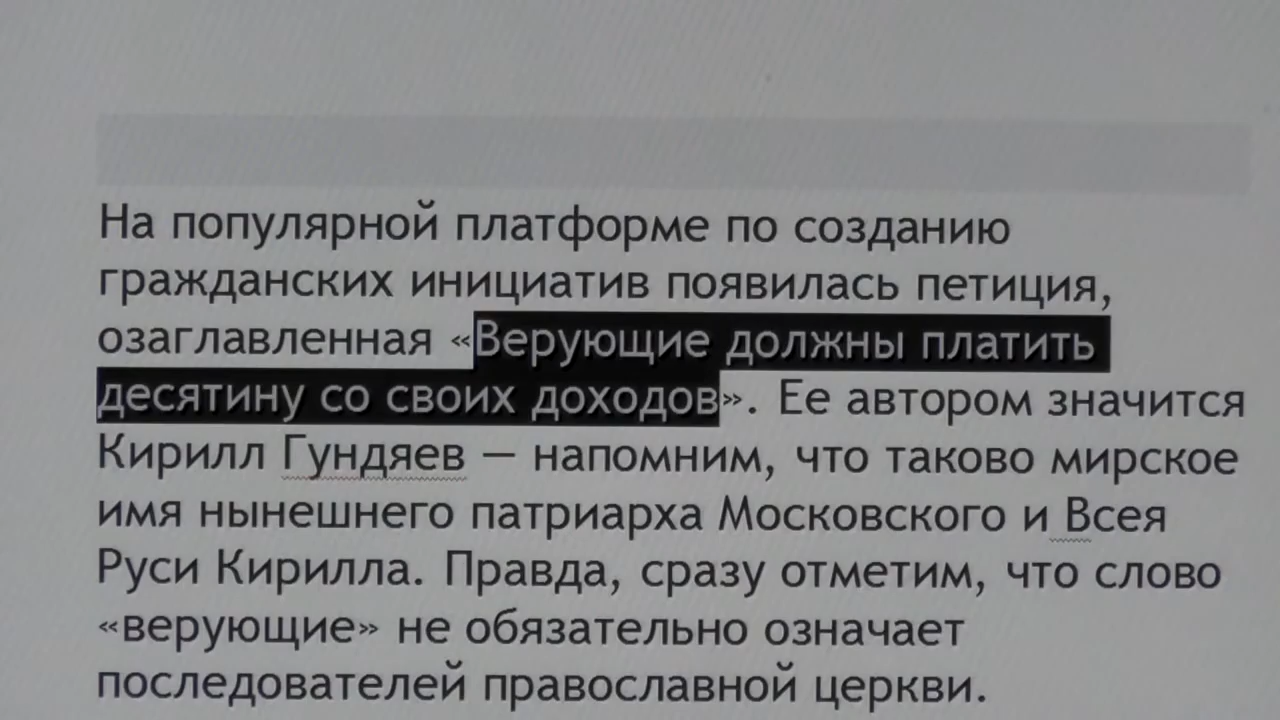 На популярной платформе по созданию
гражданских инициатив появилась петиция,
озаглавленная «Верующие должны платить
десятину со своих доходов». Ее автором значится
Кирилл Гундяев — напомним, что таково мирское
имя нынешнего патриарха Московского и Всея
Руси Кирилла. Правда, сразу отметим, что слово
«верующие» не обязательно означает
последователей православной церкви.